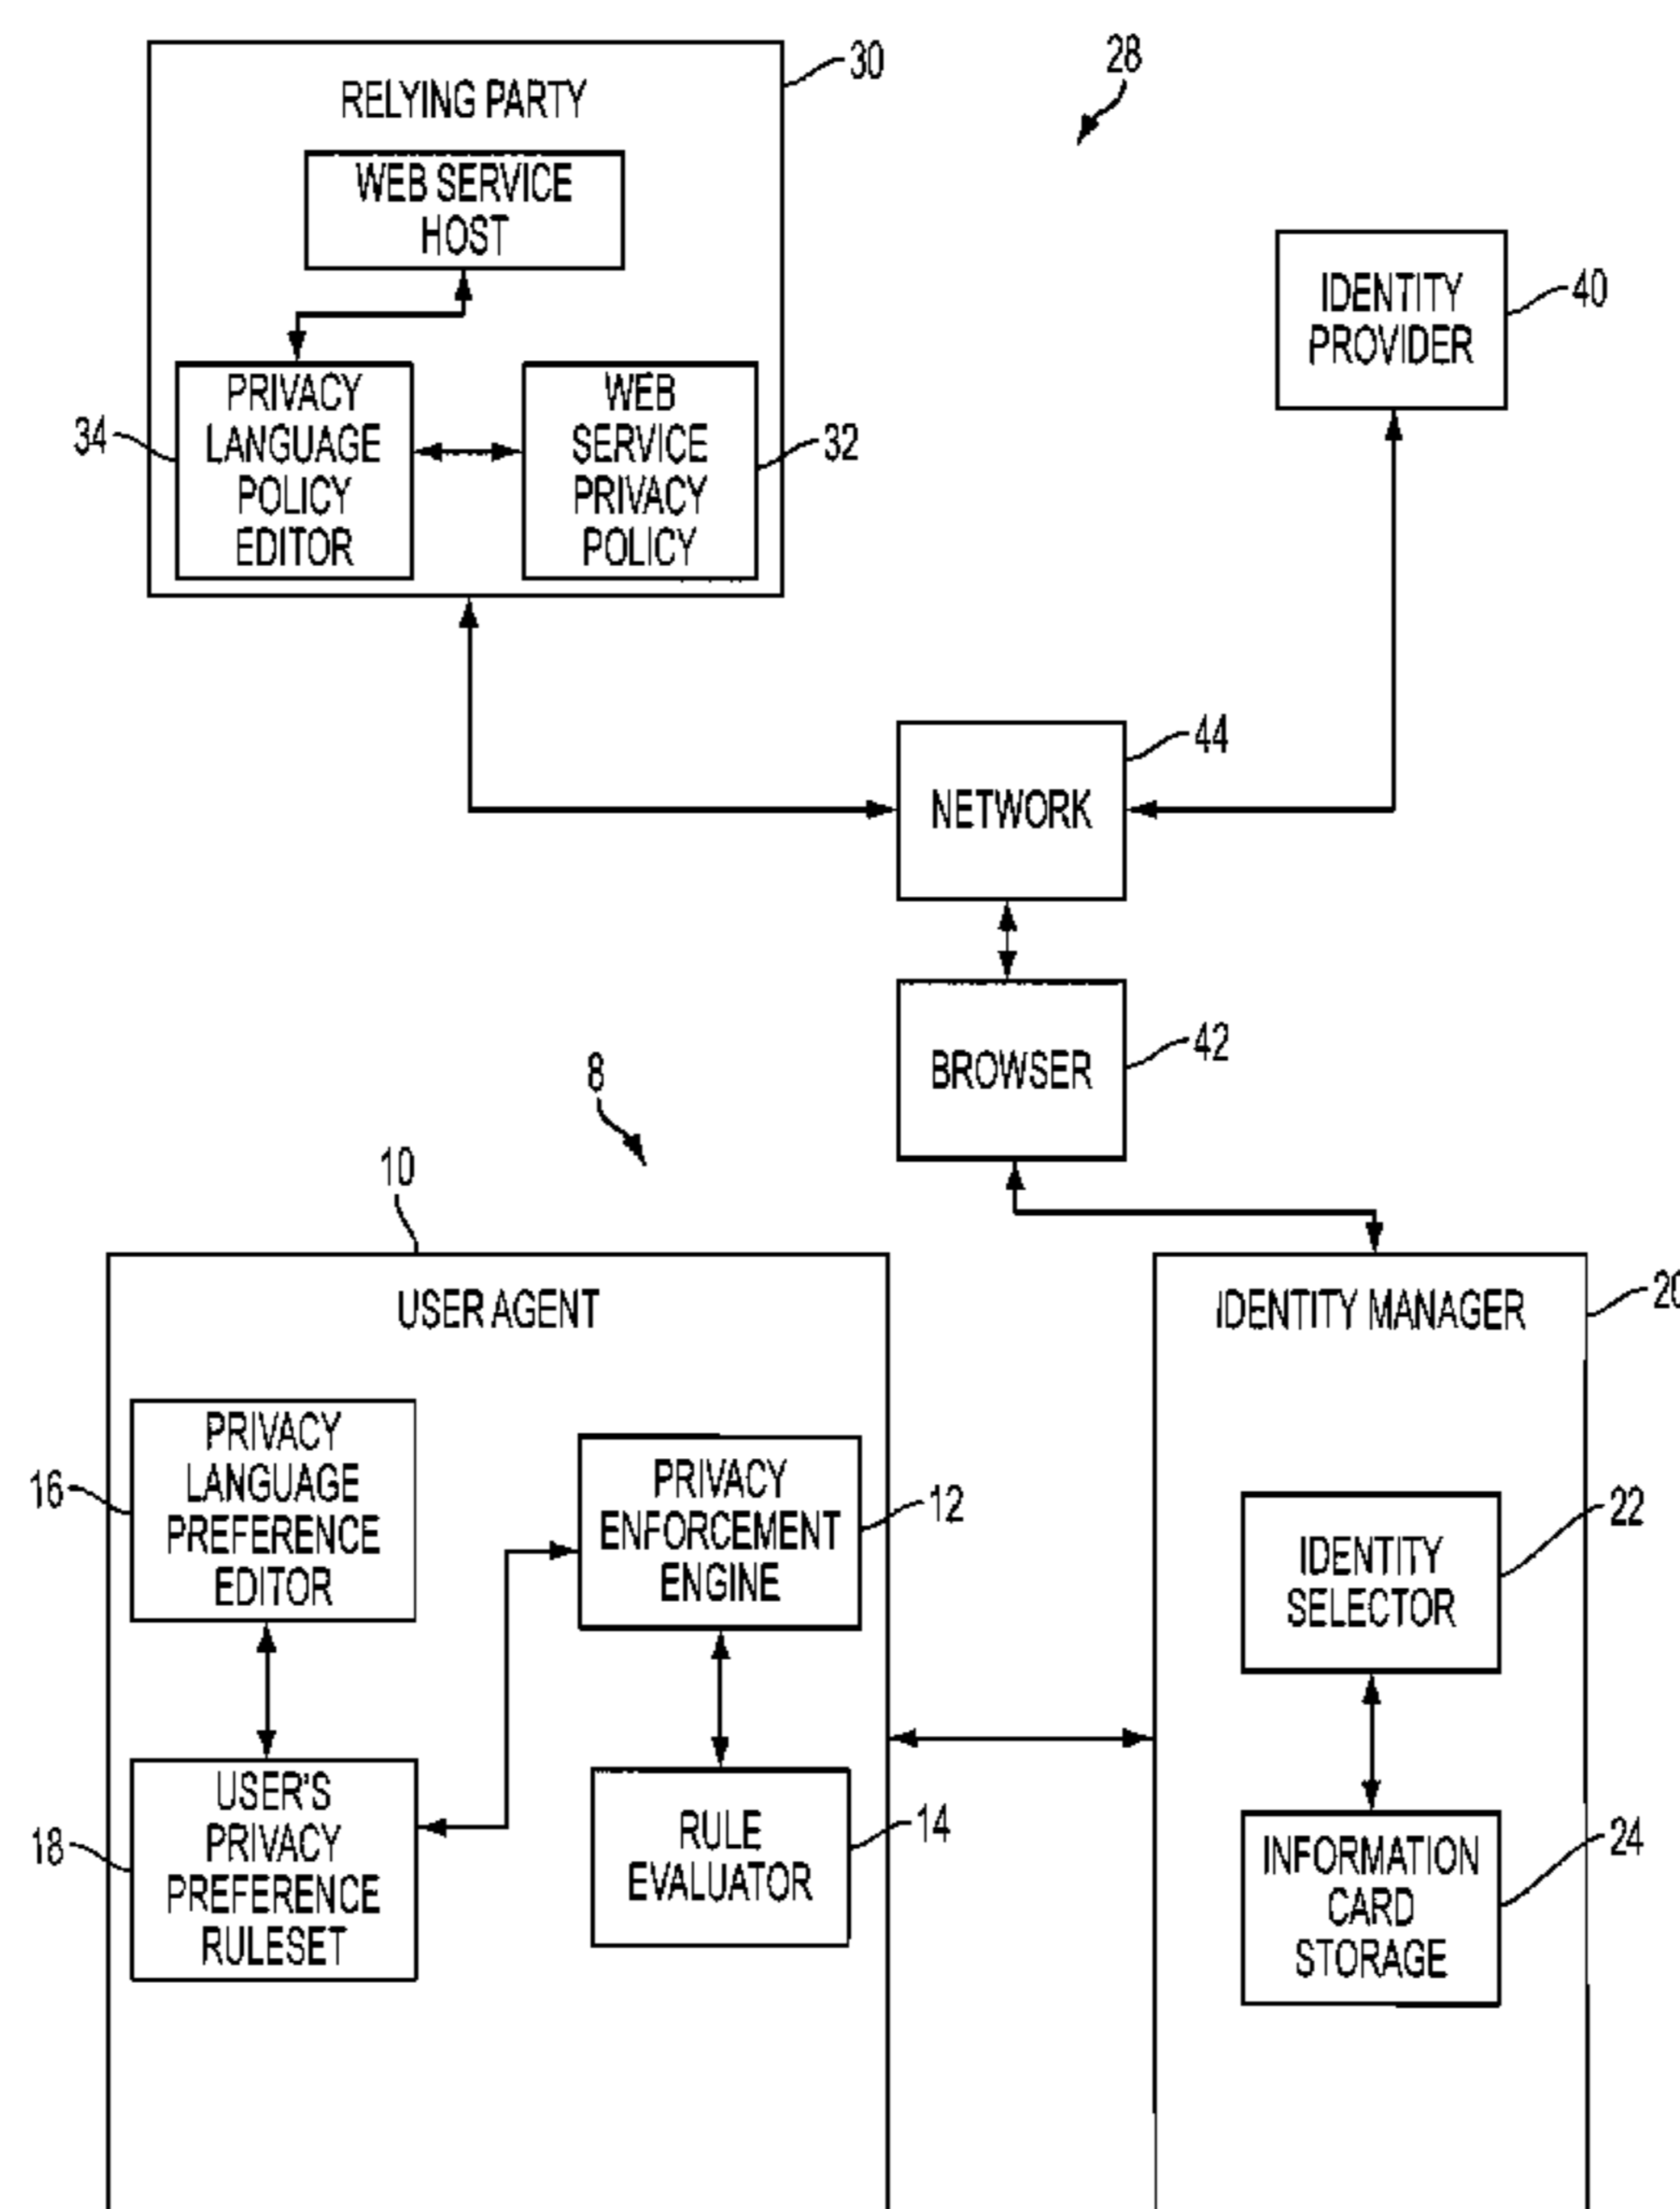 30
28
RELYING PARTY
WEB SERVICE
HOST
IDENTITY
PROVIDER
40
34
PRIVACY
LANGUAGE
POLICY
EDITOR
WEB
SERVICE
PRIVACY
POLICY
32
44
NETWORK
42
BROWSER
8
10
USER AGENT
IDENTITY MANAGER
20
16
PRIVACY
LANGUAGE
PREFERENCE
EDITOR
PRIVACY
ENFORCEMENT
ENGINE
12
IDENTITY
SELECTOR
22
18
USER'S
PRIVACY
PREFERENCE
RULESET
RULE
EVALUATOR
14
INFORMATION
CARD
STORAGE
24